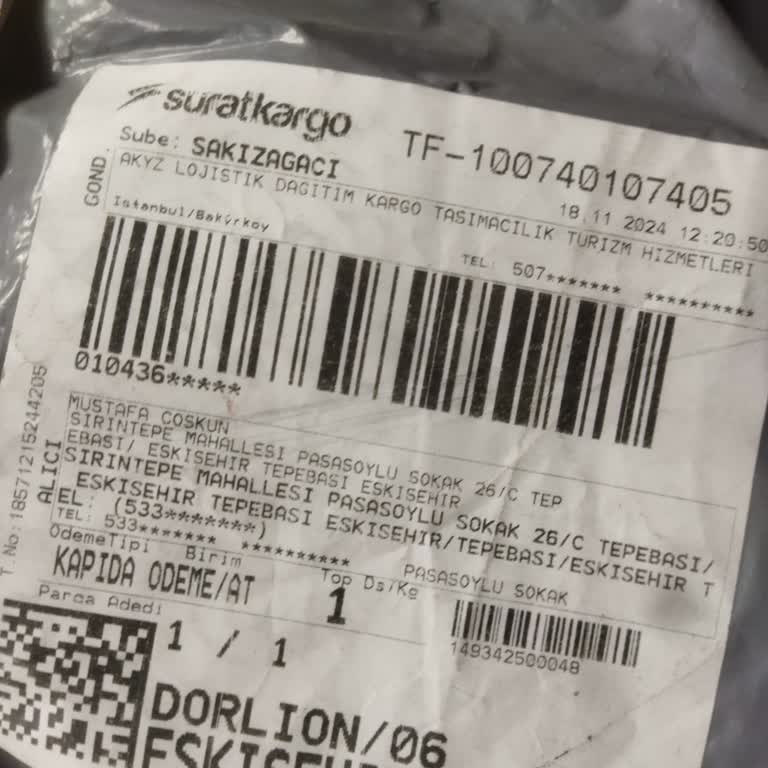 suratkargo
TF-100740107405
Sube: SAKIZAGACI
18.11 2024 12:20:50
GOND.
AKYZ LOJISTIK DAGITIM KARGO TASIMACILIK TURIZM HIZMETLERI
Istanbul/Bakýrkoy
TEL: 507******* **********
010436*****
T.No:18571215244205
ALICI
MUSTAFA COSKUN
SIRINTEPE MAHALLESI PASASOYLU SOKAK 26/C TEP
EBASI/ ESKISEHIR TEPEBASI ESKISEHIR
SIRINTEPE MAHALLESI PASASOYLU SOKAK 26/C TEPEBASI/
ESKISEHIR TEPEBASI ESKISEHIR/TEPEBASI/ESKISEHIR T
EL: (533*******)
TEL: 533******* **********
OdemeTipi Birim Top Ds/Kg PASASOYLU SOKAK
KAPIDA ODEME/AT 1
149342500048
Parca Adedi
1 / 1
DORLION/06